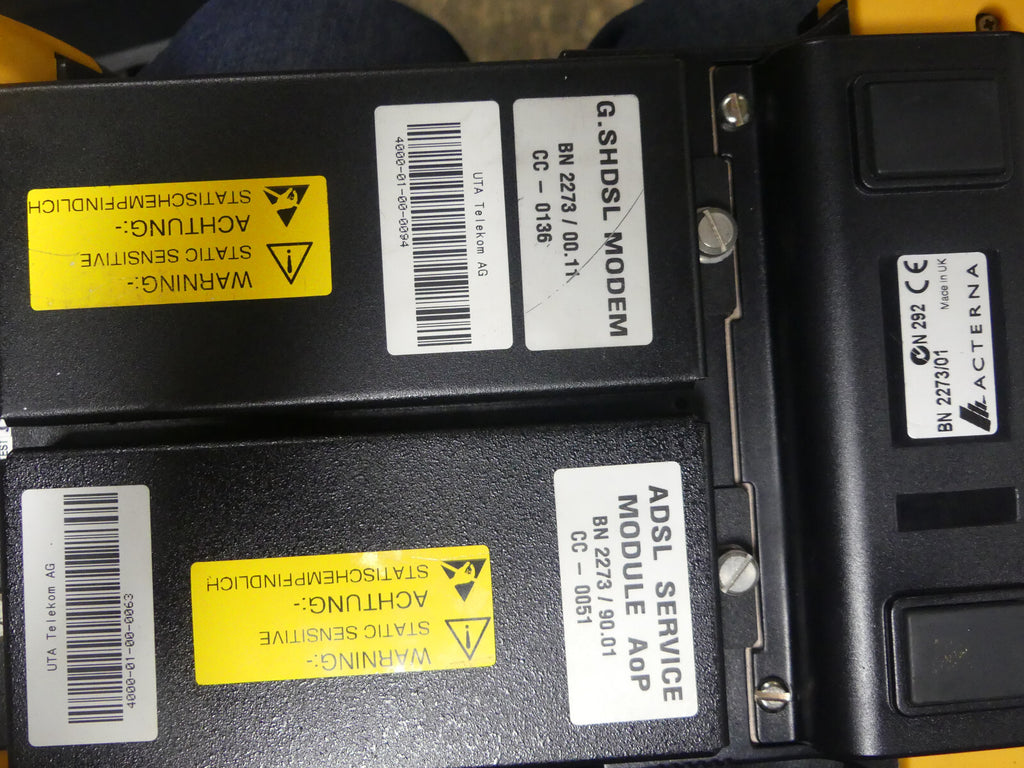 G.SHDSL MODEM
BN 2273 / 00.11
CC - 0136
UTA Telekom AG
4000-01-00-0094
WARNING:-
STATIC SENSITIVE
ACHTUNG:-
STATISCHEMPFINDLICH
ADSL SERVICE
MODULE AoP
BN 2273 / 90.01
CC - 0051
WARNING:-
STATIC SENSITIVE
ACHTUNG:-
STATISCHEMPFINDLICH
UTA Telekom AG
4000-01-00-0063
BN 2273/01
N 292 CE
Made in UK
ACTERNA